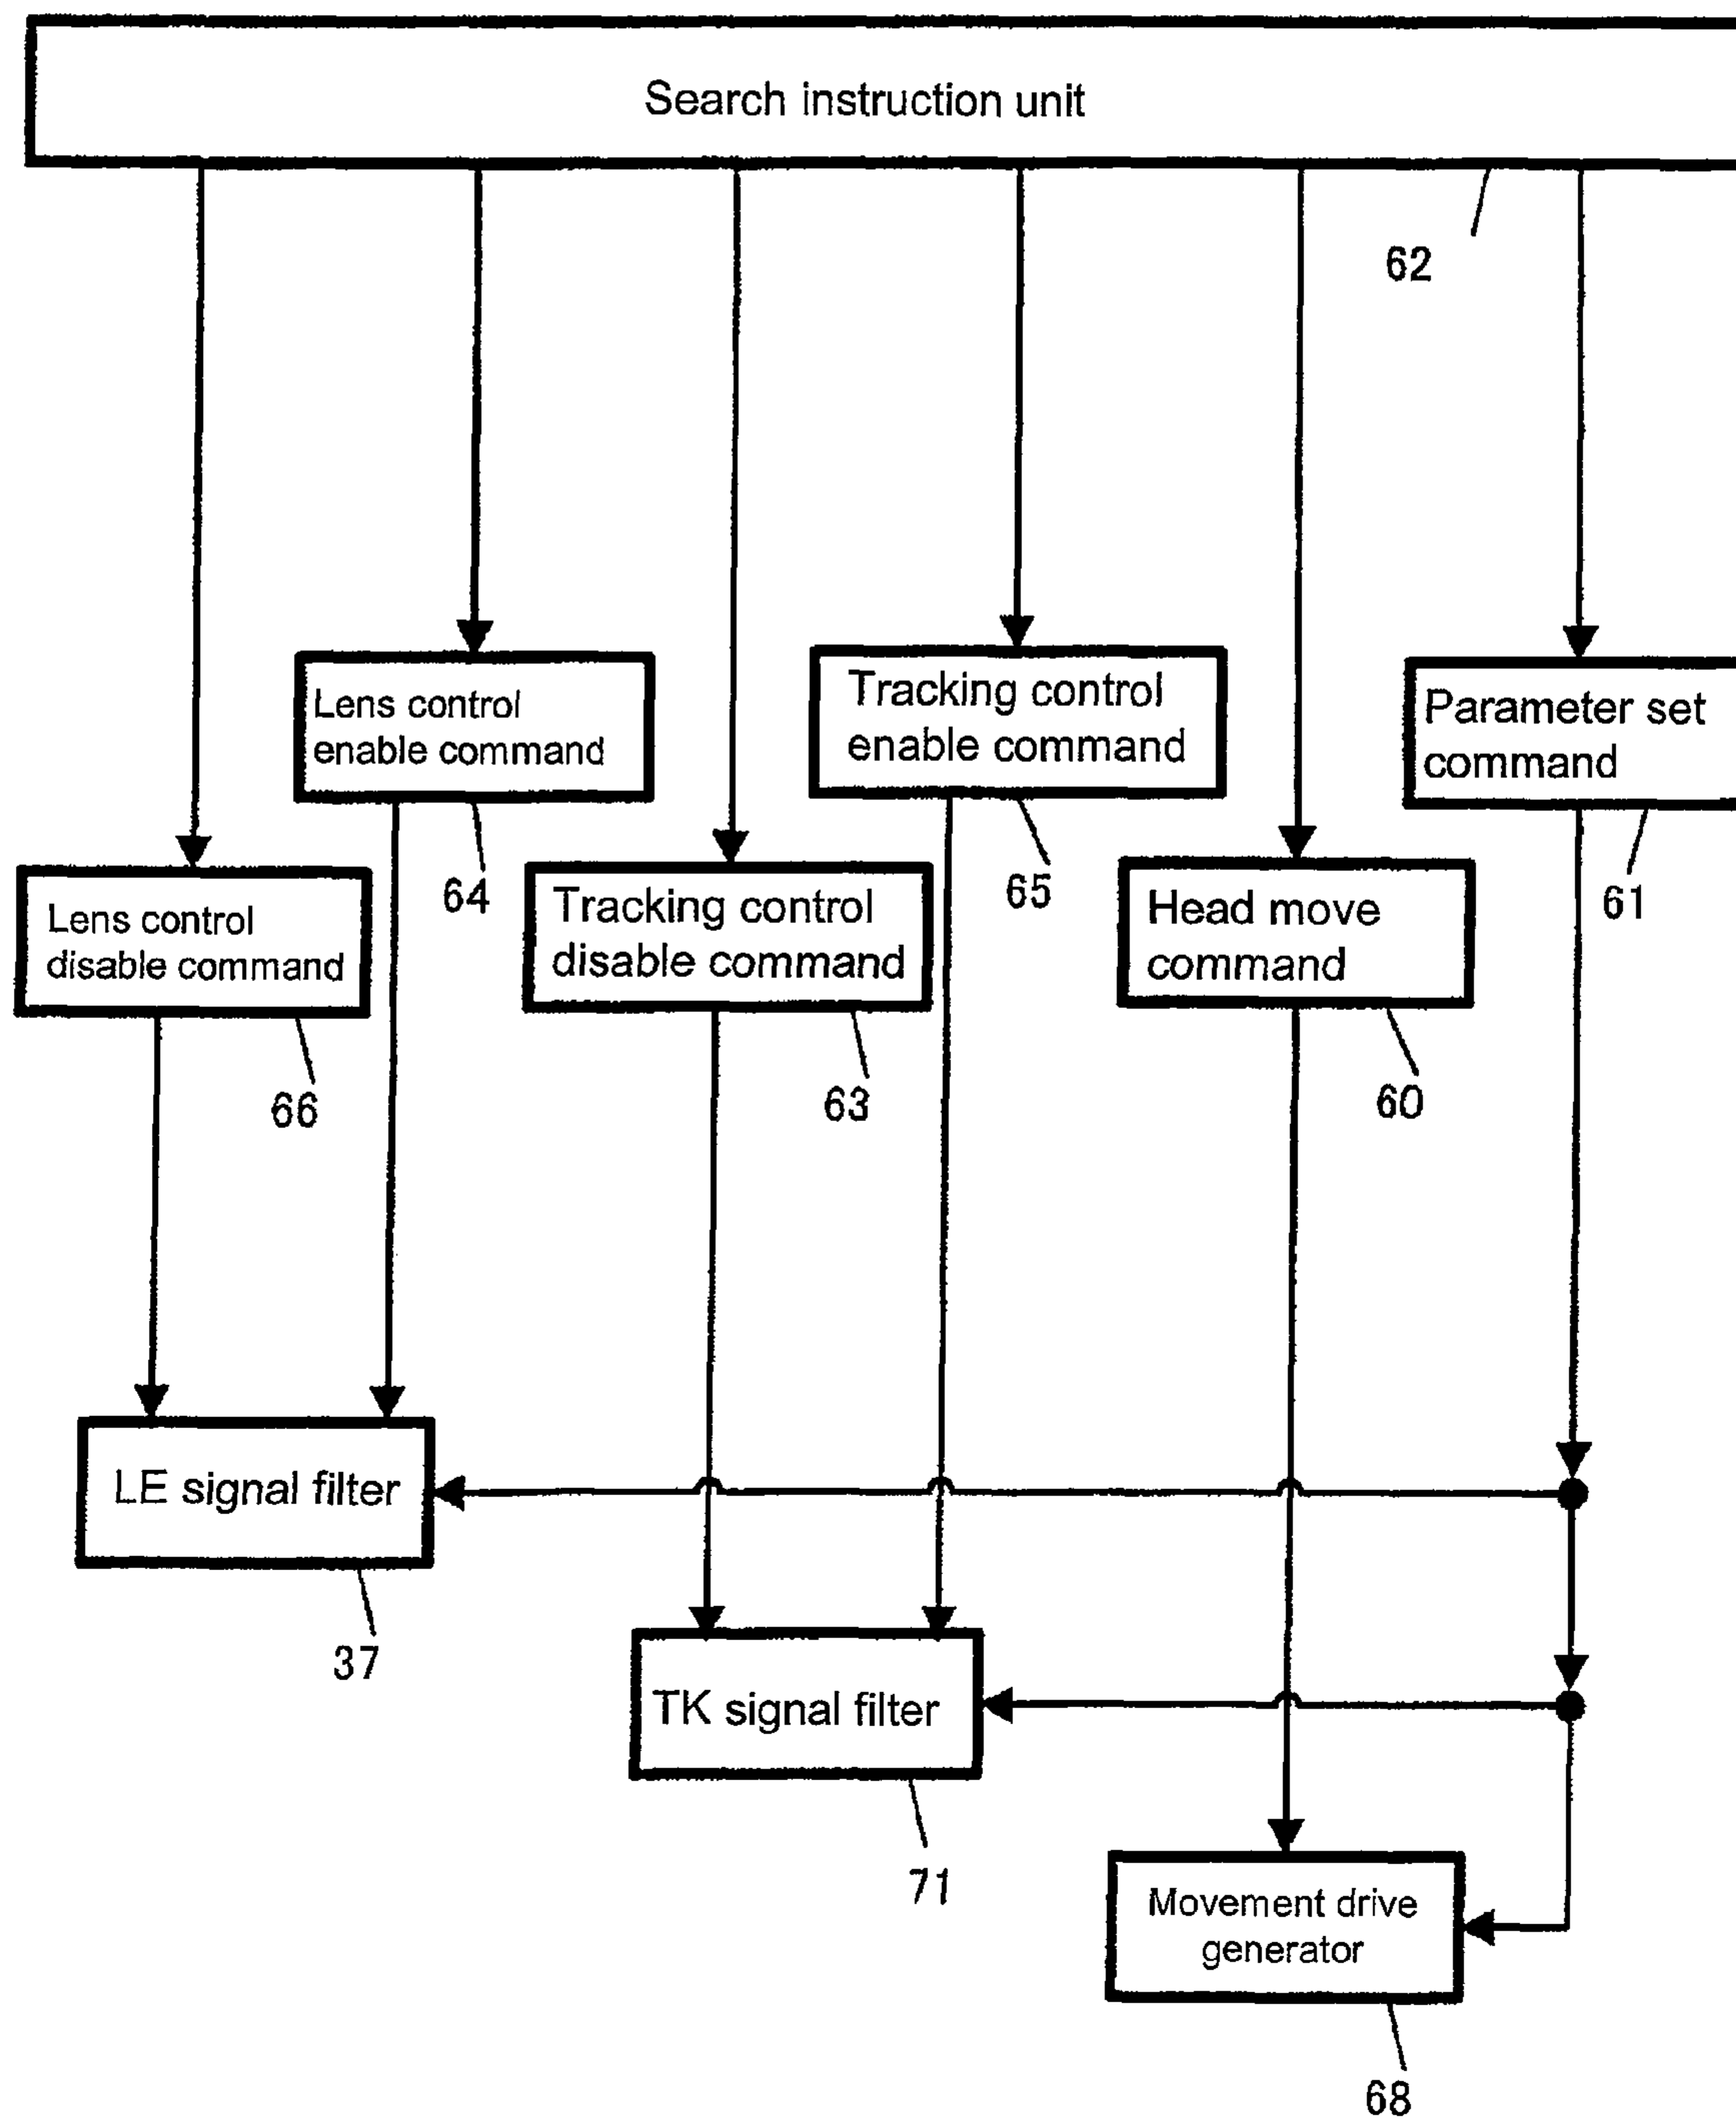 Search instruction unit
62
Lens control
enable command
64
Tracking control
enable command
65
Parameter set
command
61
Lens control
disable command
66
Tracking control
disable command
63
Head move
command
60
LE signal filter
37
TK signal filter
71
Movement drive
generator
68